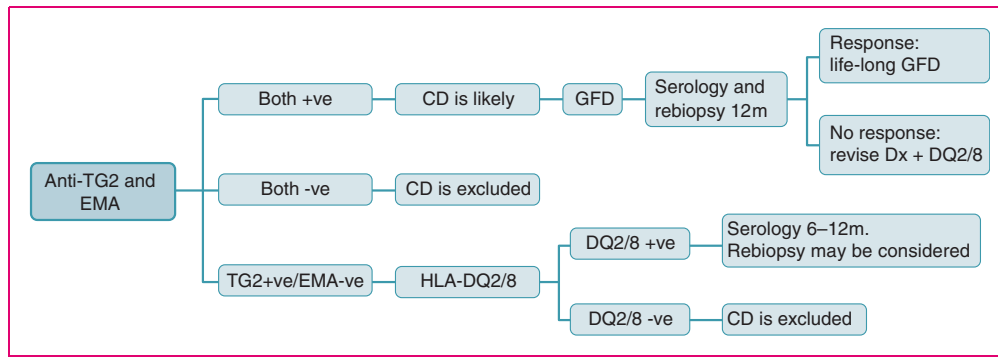 Anti-TG2 and
EMA
Both +ve
CD is likely
GFD
Serology and
rebiopsy 12m
Response:
life-long GFD
No response:
revise Dx + DQ2/8
Both -ve
CD is excluded
TG2+ve/EMA-ve
HLA-DQ2/8
DQ2/8 +ve
Serology 6–12m.
Rebiopsy may be considered
DQ2/8 -ve
CD is excluded